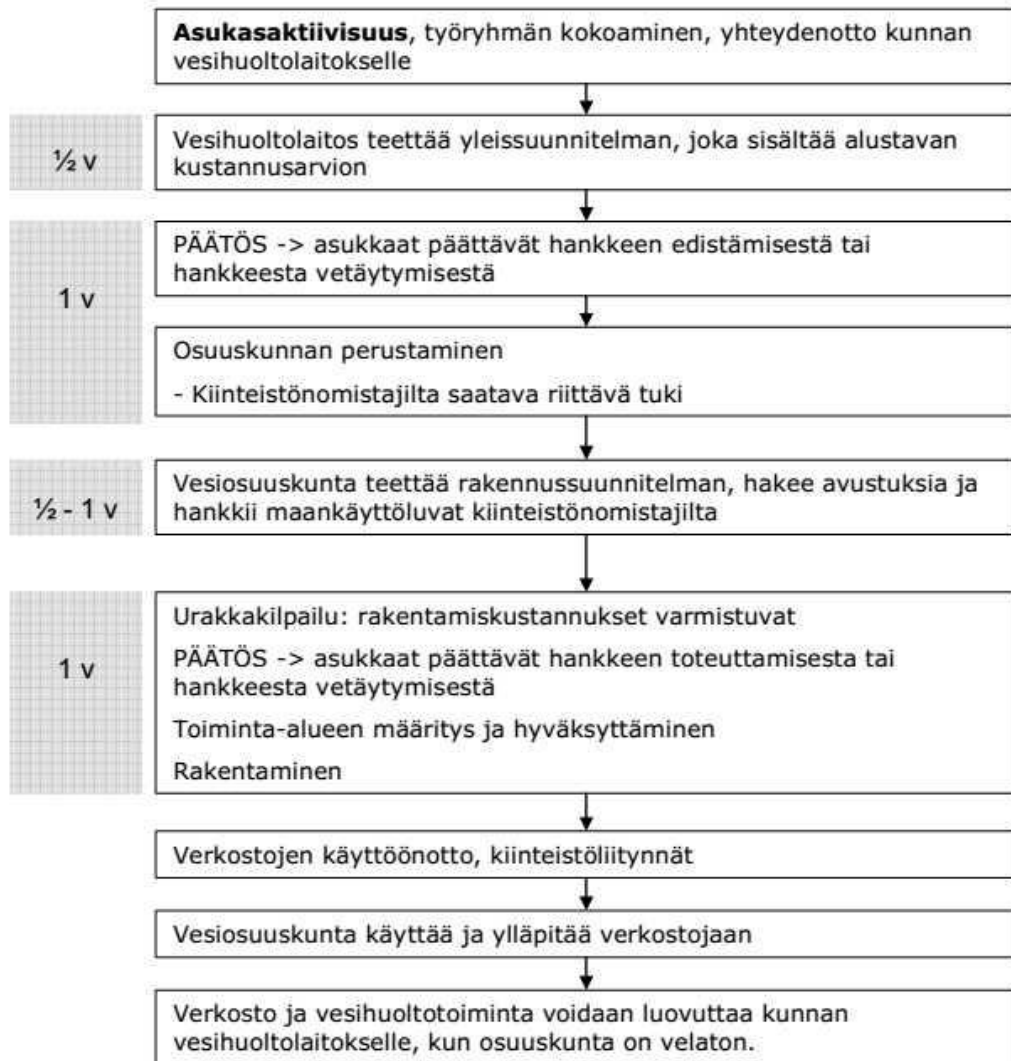 Asukasaktiivisuus, työryhmän kokoaminen, yhteydenotto kunnan
vesihuoltolaitokselle
½ v
Vesihuoltolaitos teettää yleissuunnitelman, joka sisältää alustavan
kustannusarvion
1 v
PÄÄTÖS -> asukkaat päättävät hankkeen edistämisestä tai
hankkeesta vetäytymisestä
Osuuskunnan perustaminen
- Kiinteistönomistajilta saatava riittävä tuki
½ - 1 v
Vesiosuuskunta teettää rakennussuunnitelman, hakee avustuksia ja
hankkii maankäyttöluvat kiinteistönomistajilta
1 v
Urakkakilpailu: rakentamiskustannukset varmistuvat
PÄÄTÖS -> asukkaat päättävät hankkeen toteuttamisesta tai
hankkeesta vetäytymisestä
Toiminta-alueen määritys ja hyväksyttäminen
Rakentaminen
Verkostojen käyttöönotto, kiinteistöliitynnät
Vesiosuuskunta käyttää ja ylläpitää verkostojaan
Verkosto ja vesihuoltotoiminta voidaan luovuttaa kunnan
vesihuoltolaitokselle, kun osuuskunta on velaton.